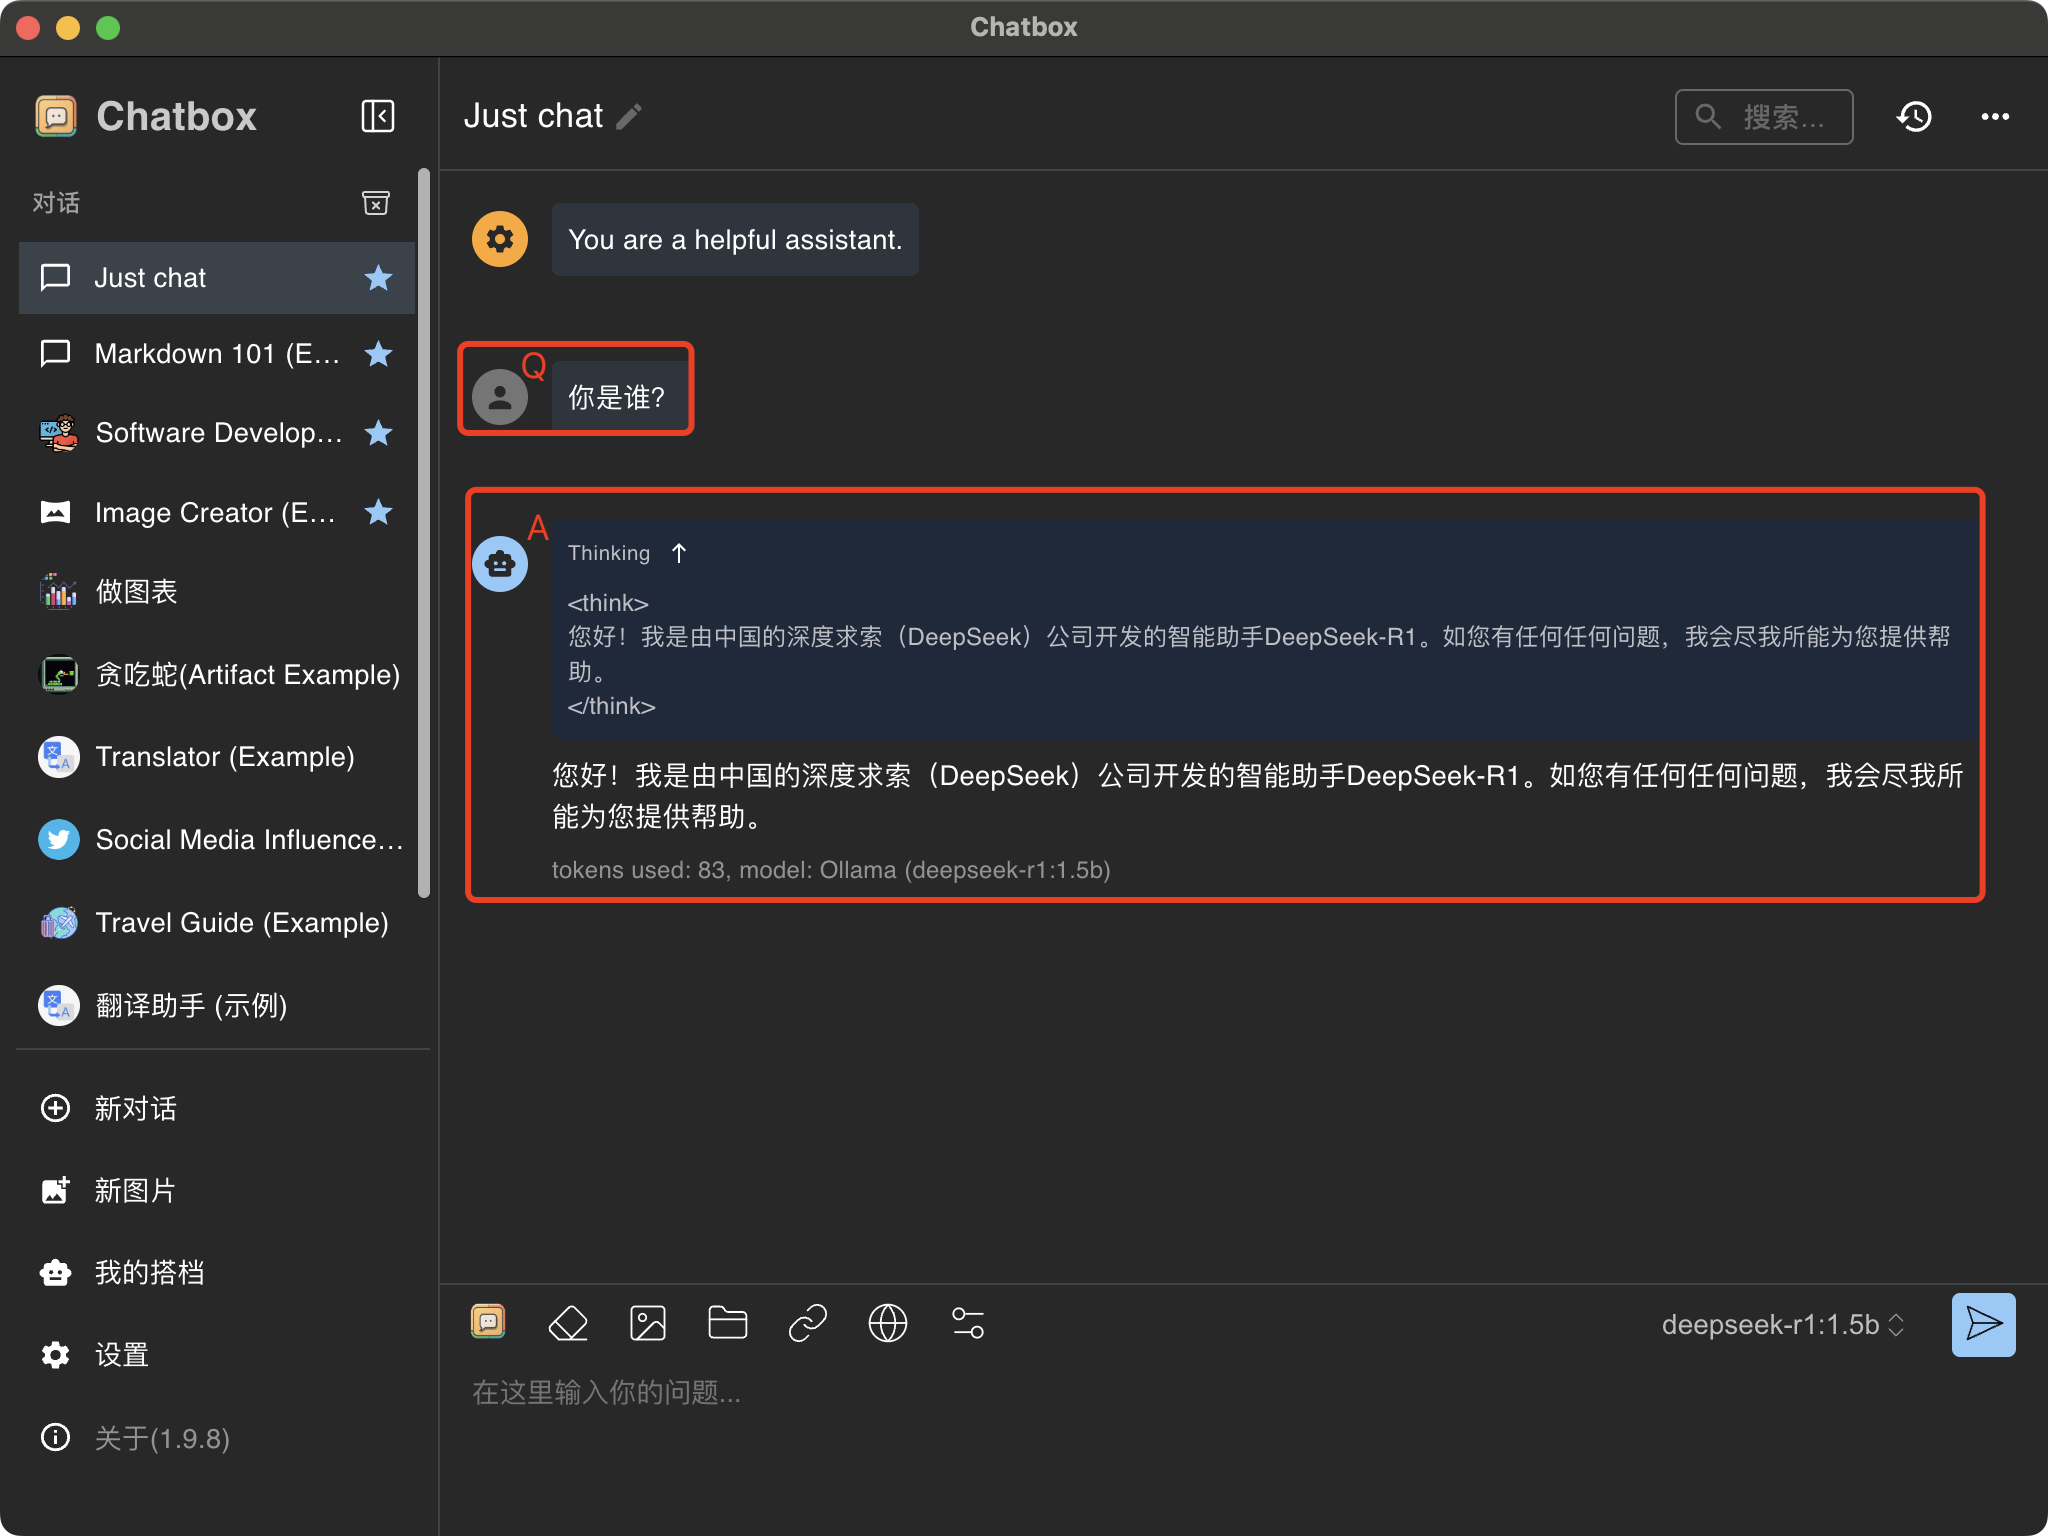 Chatbox
Chatbox
对话
Just chat
Markdown 101 (E...
Software Develop...
Image Creator (E...
做图表
贪吃蛇(Artifact Example)
Translator (Example)
Social Media Influence...
Travel Guide (Example)
翻译助手 (示例)
新对话
新图片
我的搭档
设置
关于(1.9.8)
Just chat
搜索...
You are a helpful assistant.
Q
你是谁?
A
Thinking ↑
<think>
您好！我是由中国的深度求索（DeepSeek）公司开发的智能助手DeepSeek-R1。如您有任何任何问题，我会尽我所能为您提供帮
助。
</think>
您好！我是由中国的深度求索（DeepSeek）公司开发的智能助手DeepSeek-R1。如您有任何任何问题，我会尽我所
能为您提供帮助。
tokens used: 83, model: Ollama (deepseek-r1:1.5b)
deepseek-r1:1.5b
在这里输入你的问题...